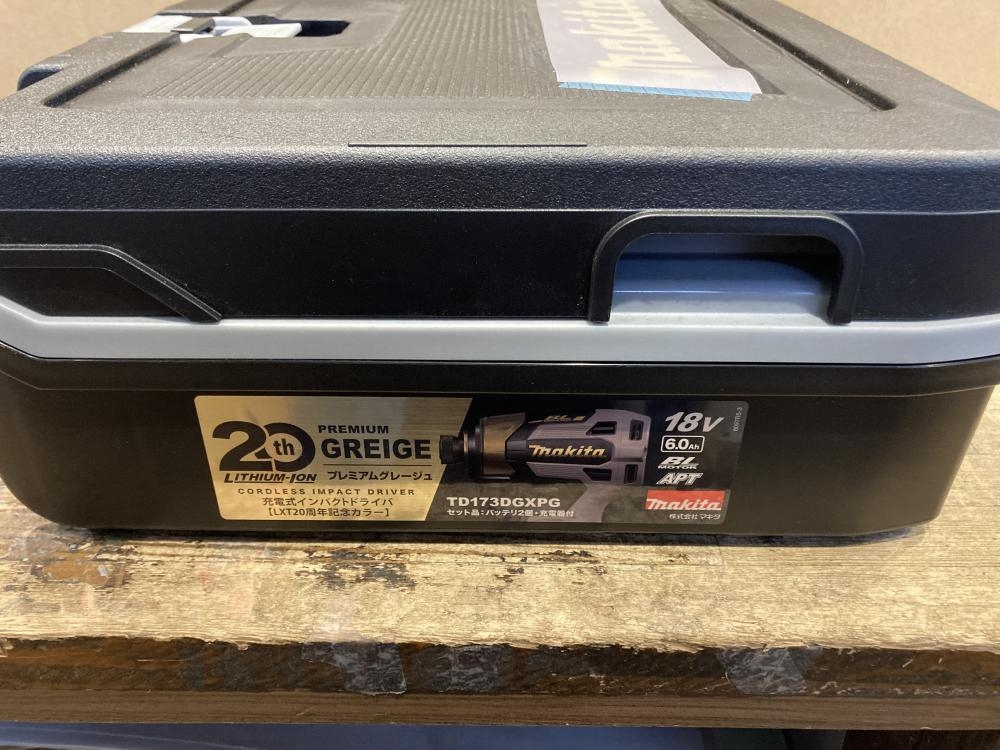 makita
20th
LITHIUM-ION
PREMIUM
GREIGE
プレミアムグレージュ
CORDLESS IMPACT DRIVER
充電式インパクトドライバ
【LXT20周年記念カラー】
BL
makita
TD173DGXPG
セット品：バッテリ2個・充電器付
18V
6.0Ah
BL
MOTOR
APT
makita
株式会社マキタ